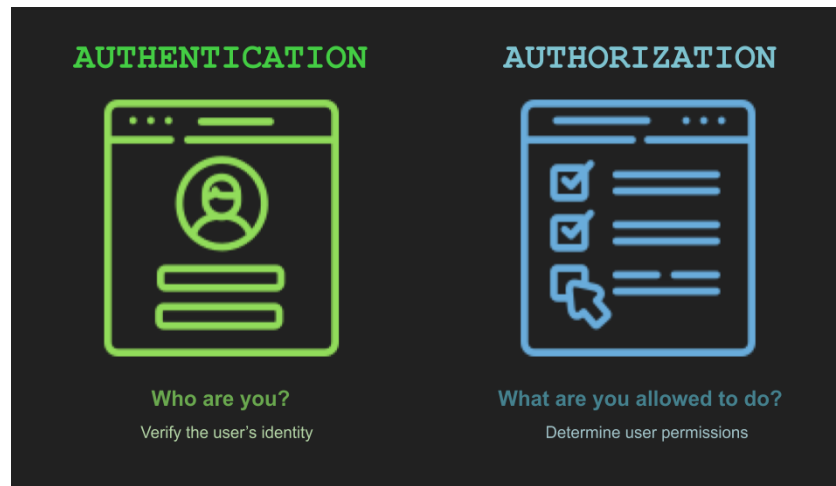 AUTHENTICATION
AUTHORIZATION
Who are you?
Verify the user's identity
What are you allowed to do?
Determine user permissions